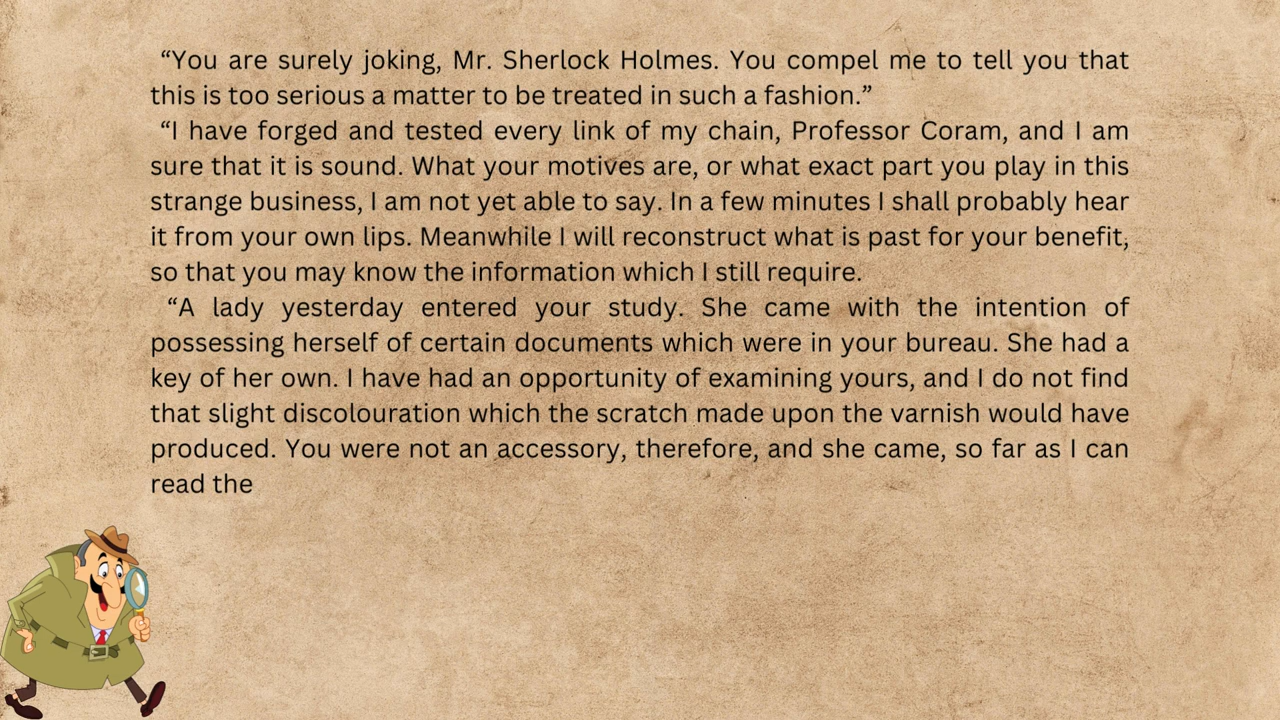 “You are surely joking, Mr. Sherlock Holmes. You compel me to tell you that
this is too serious a matter to be treated in such a fashion.”
“I have forged and tested every link of my chain, Professor Coram, and I am
sure that it is sound. What your motives are, or what exact part you play in this
strange business, I am not yet able to say. In a few minutes I shall probably hear
it from your own lips. Meanwhile I will reconstruct what is past for your benefit,
so that you may know the information which I still require.
“A lady yesterday entered your study. She came with the intention of
possessing herself of certain documents which were in your bureau. She had a
key of her own. I have had an opportunity of examining yours, and I do not find
that slight discolouration which the scratch made upon the varnish would have
produced. You were not an accessory, therefore, and she came, so far as I can
read the